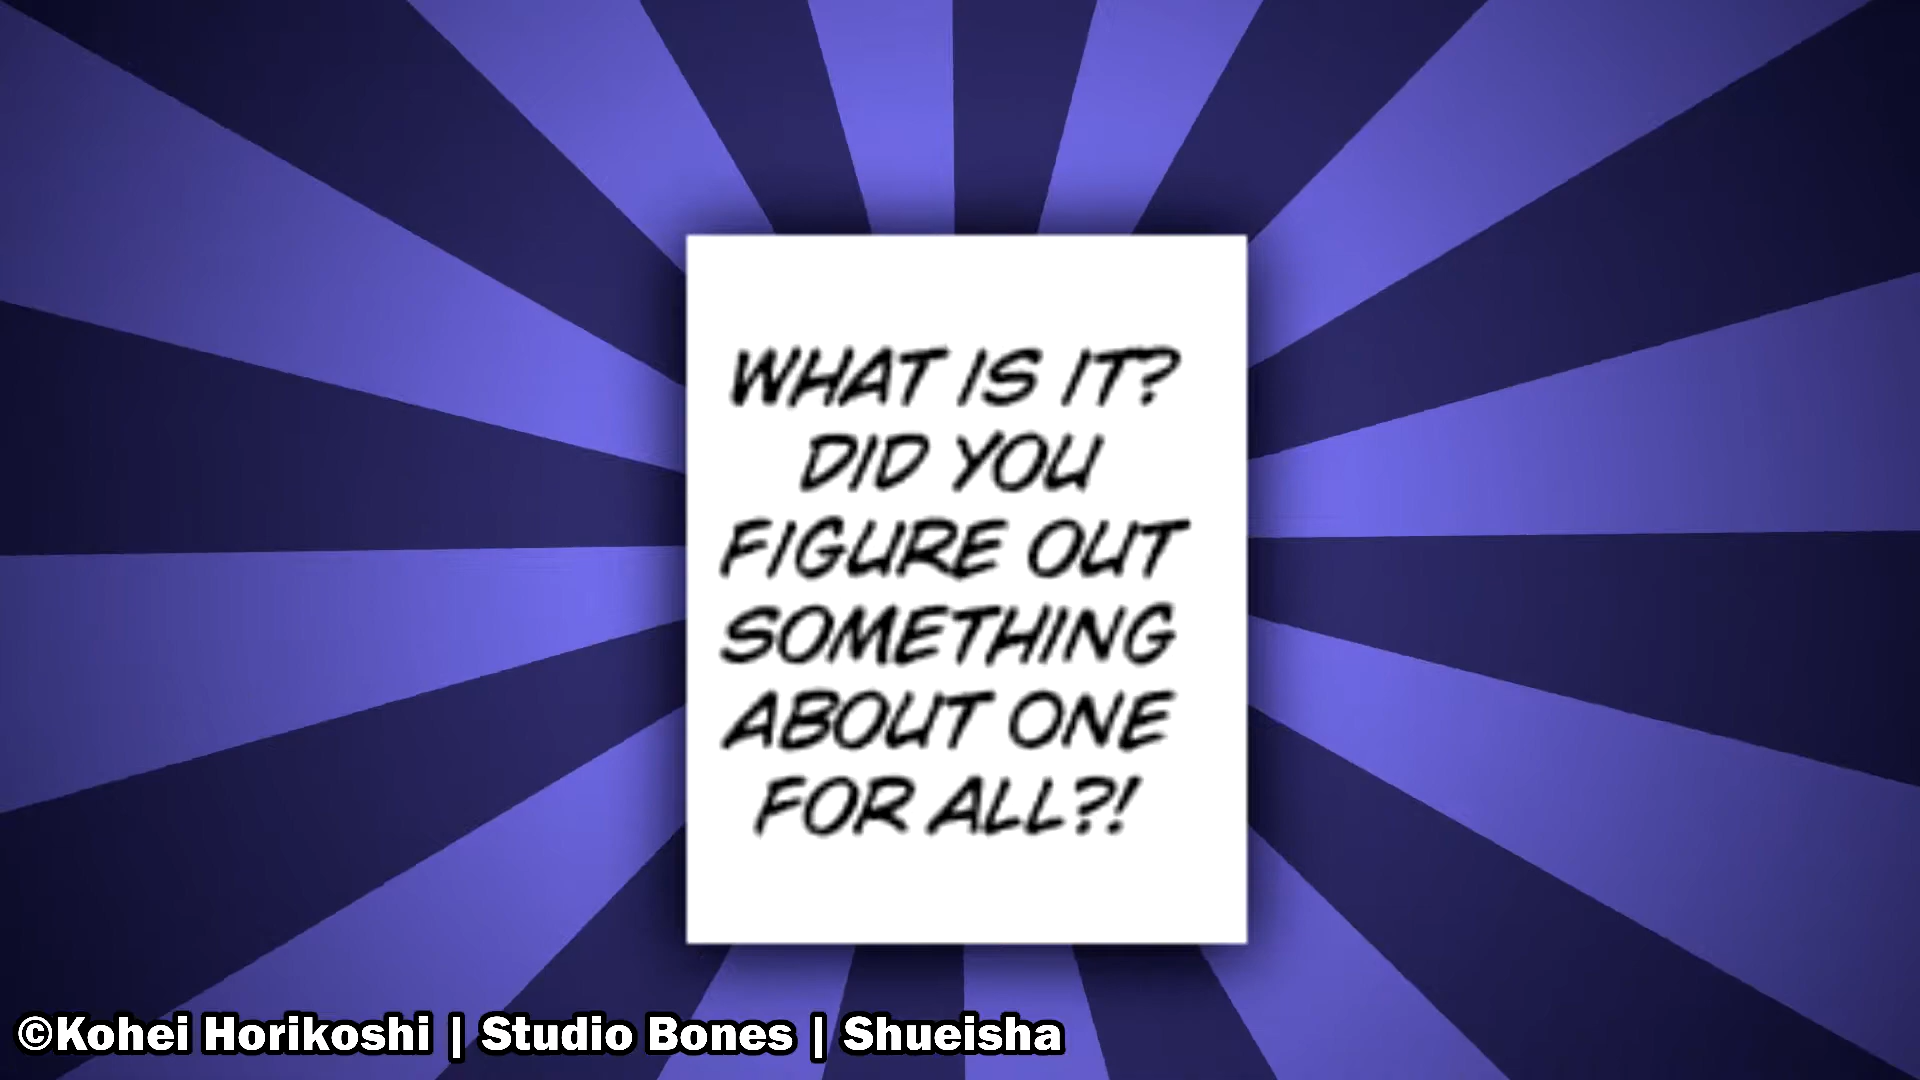 WHAT IS IT?
DID YOU
FIGURE OUT
SOMETHING
ABOUT ONE
FOR ALL?!
©Kohei Horikoshi | Studio Bones | Shueisha